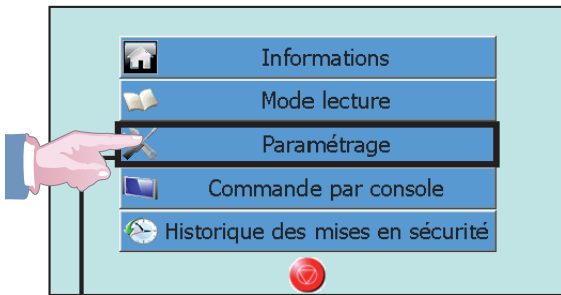 Informations
Mode lecture
Paramétrage
Commande par console
Historique des mises en sécurité